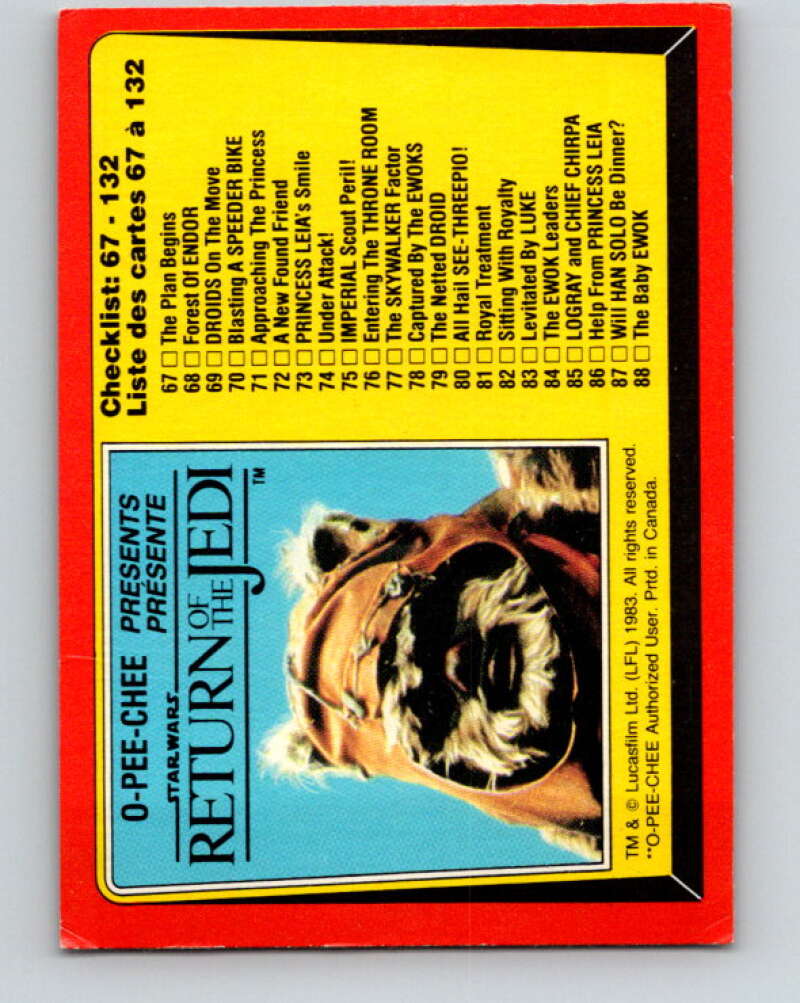 O-PEE-CHEE PRESENTS
PRÉSENTE
STAR WARS
RETURN OF THE JEDI TM
Checklist: 67 - 132
Liste des cartes 67 à 132
67 □ The Plan Begins
68 □ Forest Of ENDOR
69 □ DROIDS On The Move
70 □ Blasting A SPEEDER BIKE
71 □ Approaching The Princess
72 □ A New Found Friend
73 □ PRINCESS LEIA's Smile
74 □ Under Attack!
75 □ IMPERIAL Scout Peril!
76 □ Entering The THRONE ROOM
77 □ The SKYWALKER Factor
78 □ Captured By The EWOKS
79 □ The Netted DROID
80 □ All Hail SEE-THREEPIO!
81 □ Royal Treatment
82 □ Sitting With Royalty
83 □ Levitated By LUKE
84 □ The EWOK Leaders
85 □ LOGRAY and CHIEF CHIRPA
86 □ Help From PRINCESS LEIA
87 □ Will HAN SOLO Be Dinner?
88 □ The Baby EWOK
TM & © Lucasfilm Ltd. (LFL) 1983. All rights reserved.
**O-PEE-CHEE Authorized User. Prtd. in Canada.